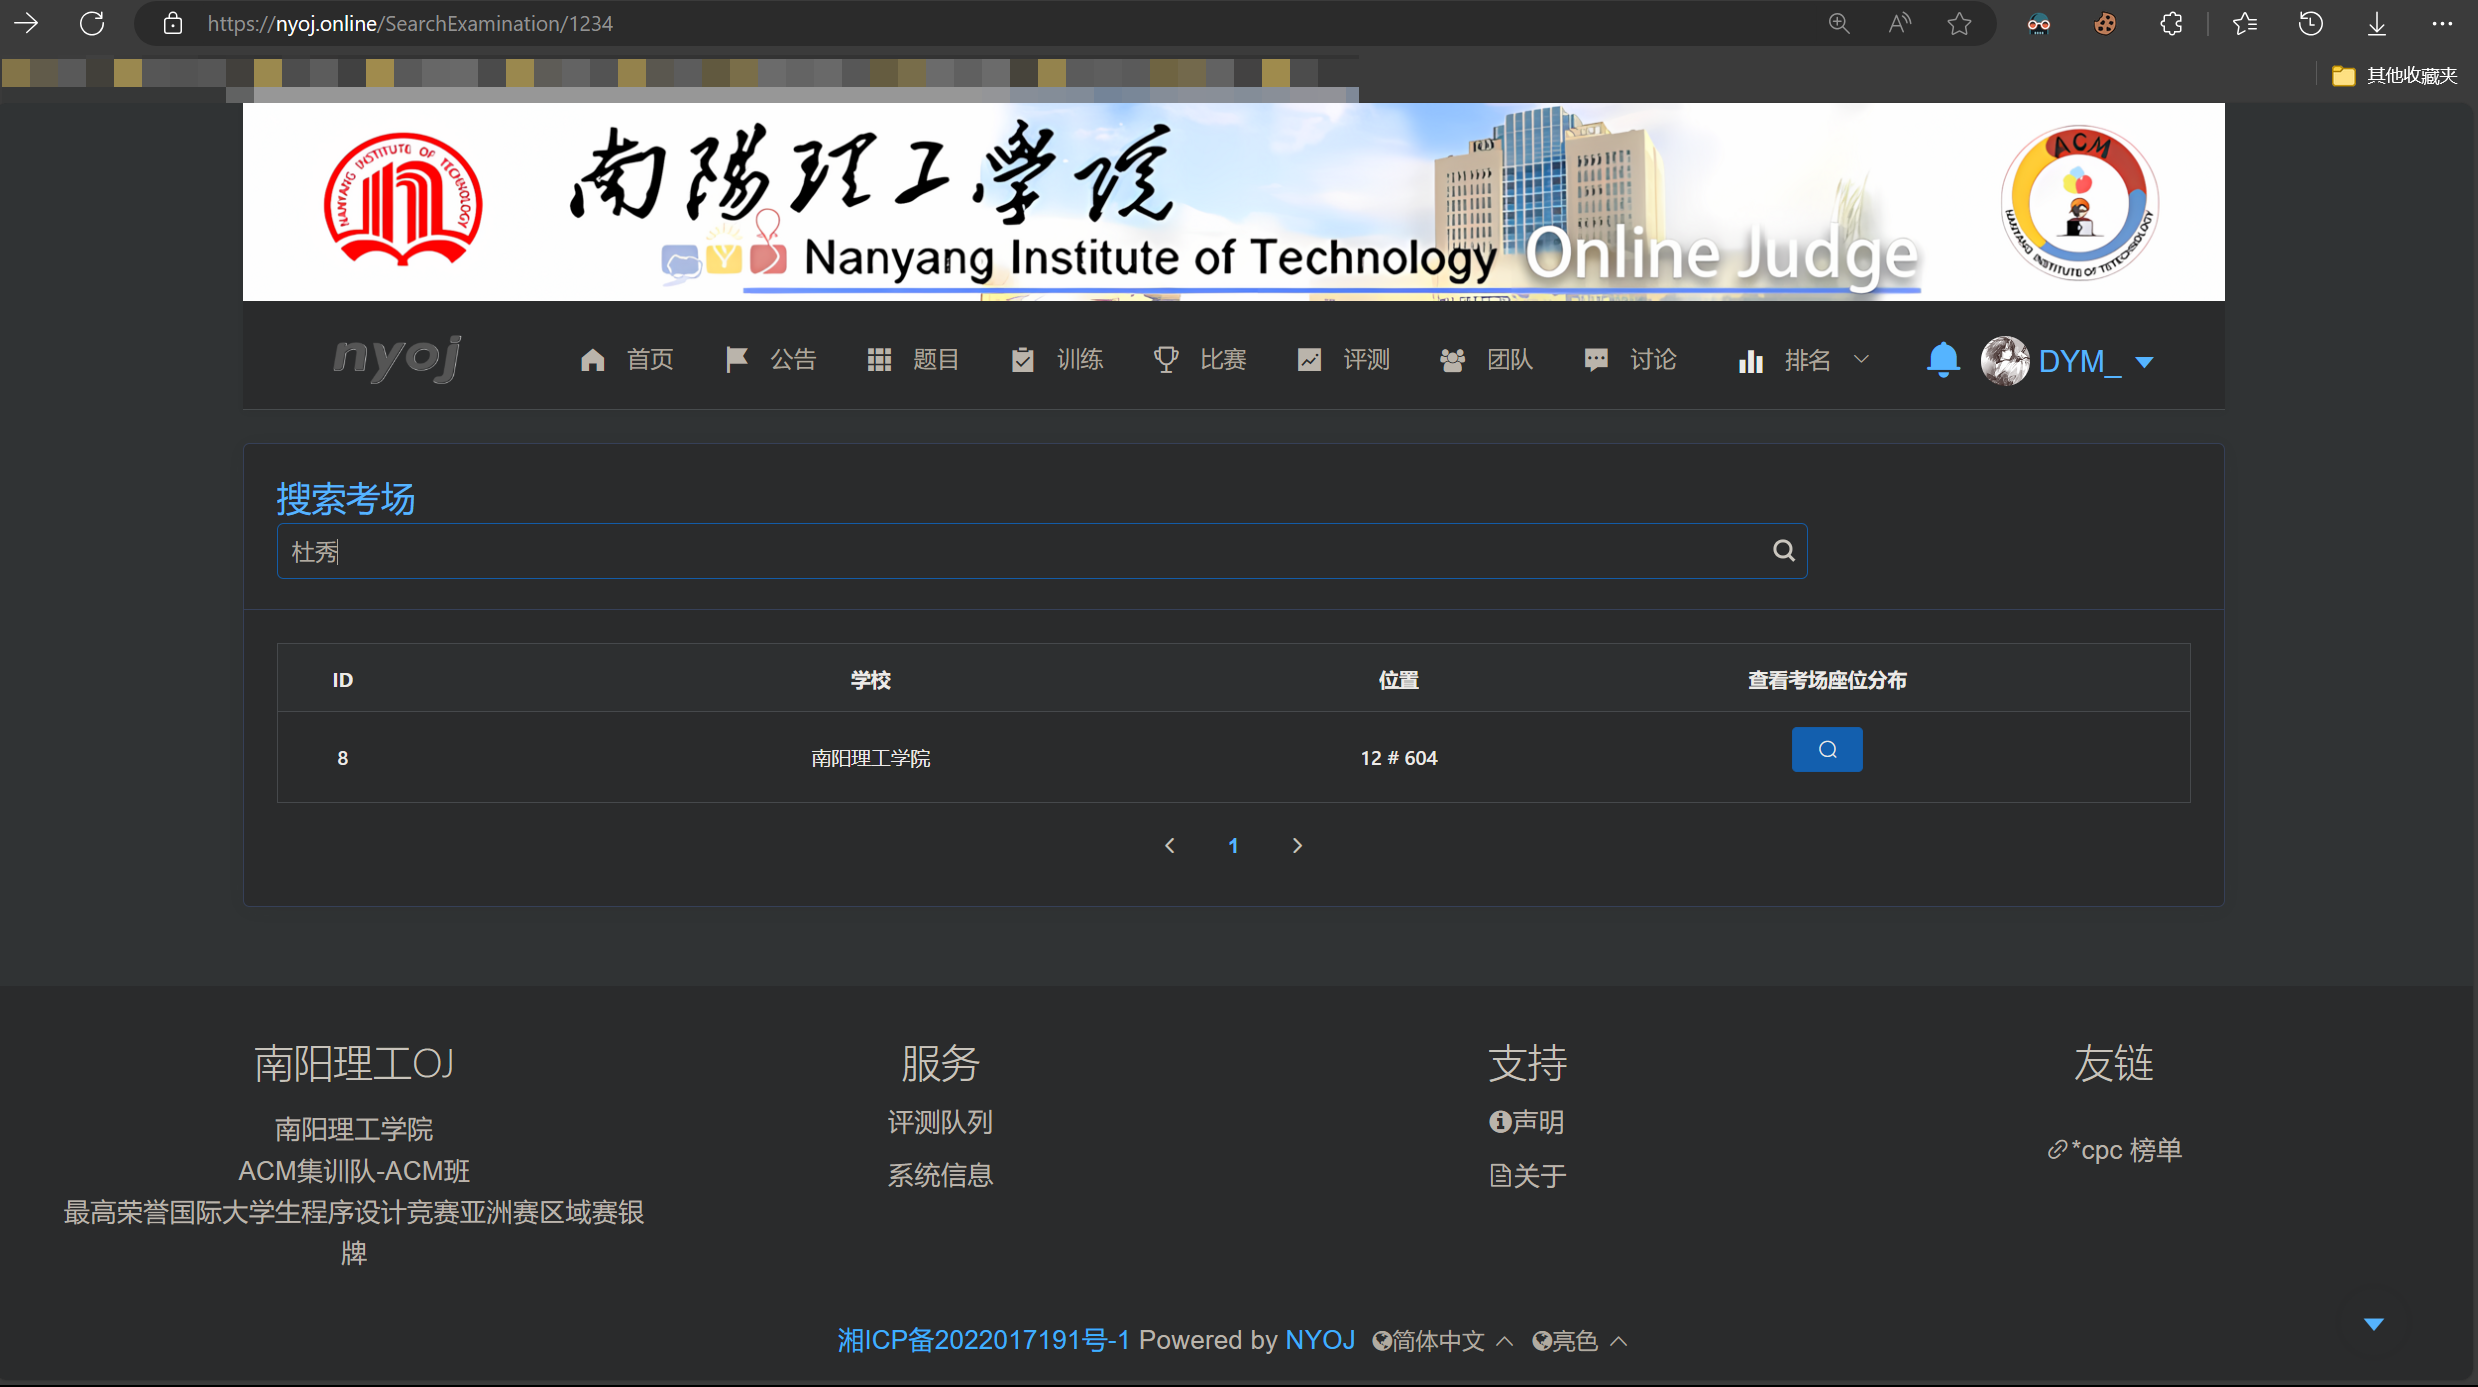 https://nyoj.online/SearchExamination/1234
其他收藏夹
NANYANG INSTITUTE OF TECHNOLOGY
南陽理工学院
Nanyang Institute of Technology Online Judge
ACM
nyoj
首页 公告 题目 训练 比赛 评测 团队 讨论 排名 DYM_
搜索考场
杜秀
ID 学校 位置 查看考场座位分布
8 南阳理工学院 12 # 604
1
南阳理工OJ
南阳理工学院
ACM集训队-ACM班
最高荣誉国际大学生程序设计竞赛亚洲赛区域赛银
牌
服务
评测队列
系统信息
支持
声明
关于
友链
*cpc 榜单
湘ICP备2022017191号-1 Powered by NYOJ 简体中文 亮色